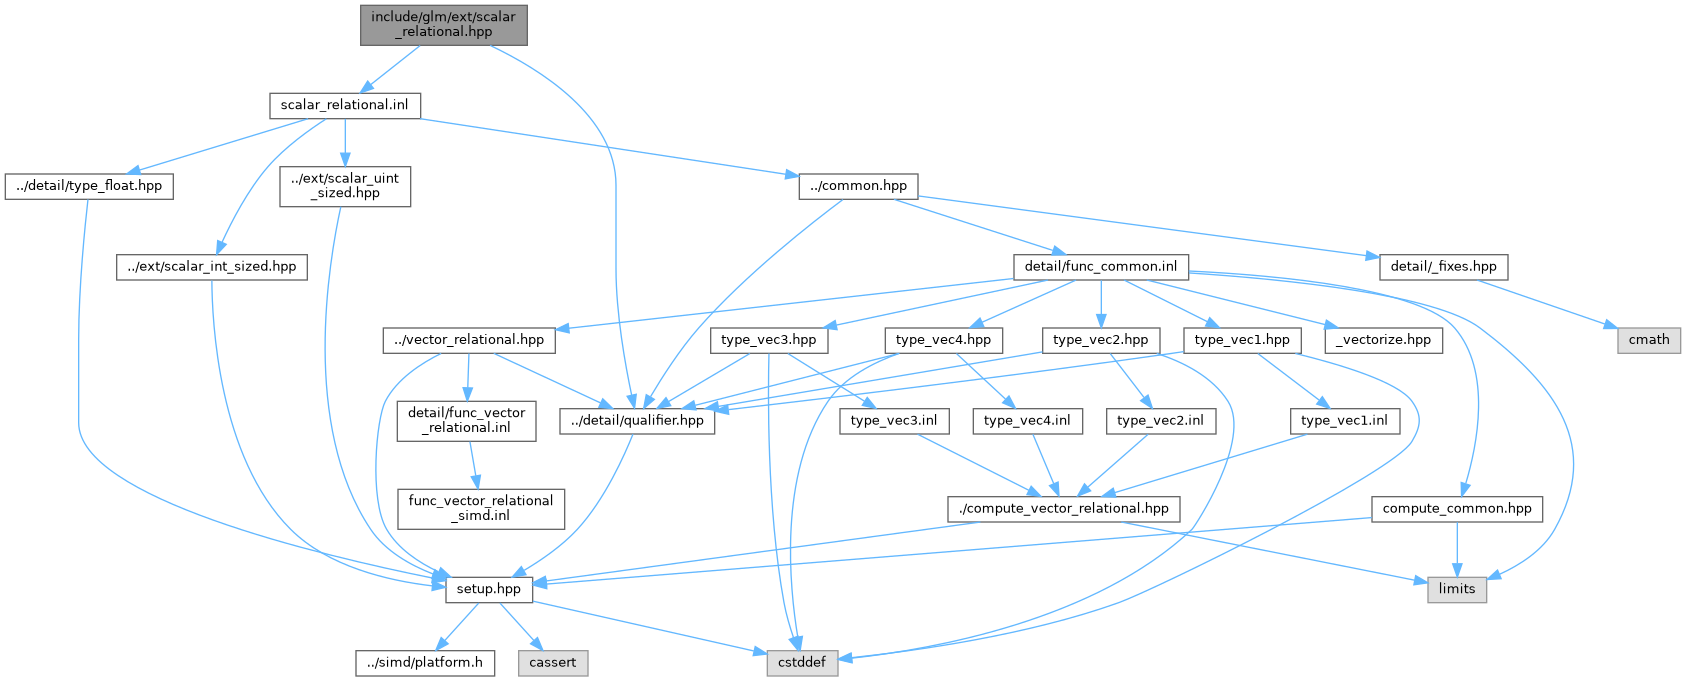 include/glm/ext/scalar
_relational.hpp
scalar_relational.inl
../detail/type_float.hpp
../ext/scalar_uint
_sized.hpp
../common.hpp
../ext/scalar_int_sized.hpp
detail/func_common.inl
detail/_fixes.hpp
../vector_relational.hpp
type_vec3.hpp
type_vec4.hpp
type_vec2.hpp
type_vec1.hpp
_vectorize.hpp
cmath
detail/func_vector
_relational.inl
../detail/qualifier.hpp
type_vec3.inl
type_vec4.inl
type_vec2.inl
type_vec1.inl
func_vector_relational
_simd.inl
./compute_vector_relational.hpp
compute_common.hpp
setup.hpp
limits
../simd/platform.h
cassert
cstddef